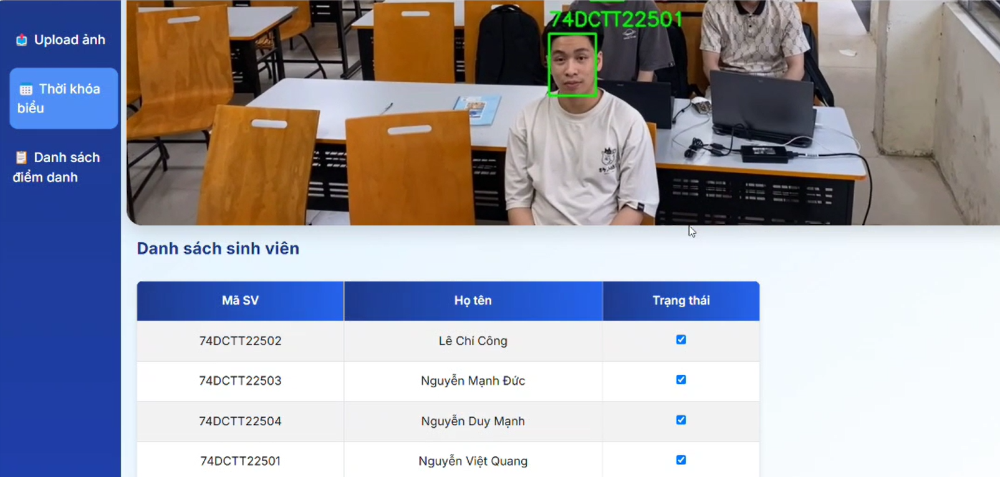 Upload ảnh
Thời khóa
biểu
Danh sách
điểm danh
74DCTT22501
Danh sách sinh viên
Mã SV Họ tên Trạng thái
74DCTT22502 Lê Chí Công
74DCTT22503 Nguyễn Mạnh Đức
74DCTT22504 Nguyễn Duy Mạnh
74DCTT22501 Nguyễn Việt Quang